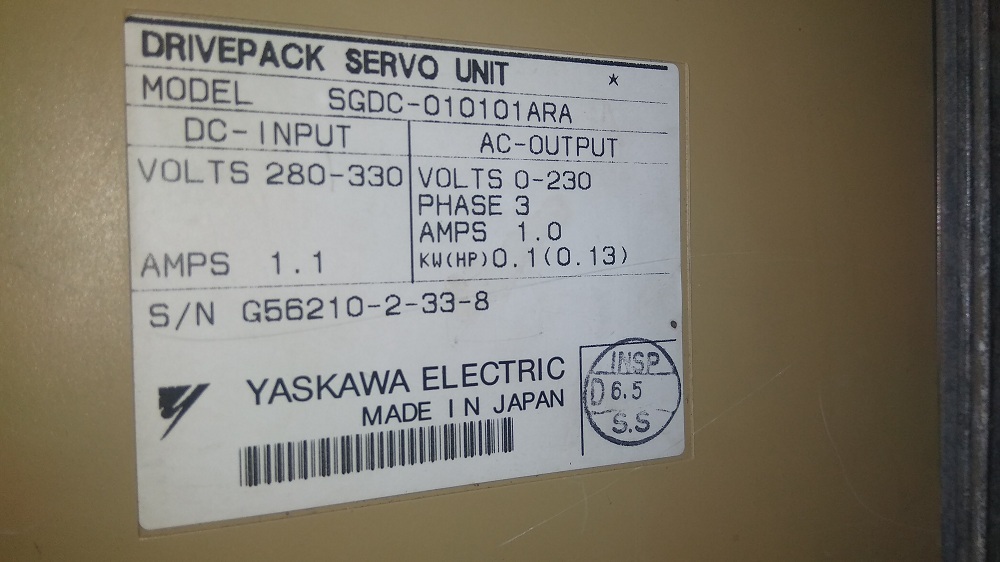 DRIVEPACK SERVO UNIT ★
MODEL SGDC-010101ARA
DC-INPUT
VOLTS 280-330
AMPS 1.1
AC-OUTPUT
VOLTS 0-230
PHASE 3
AMPS 1.0
KW(HP)0.1(0.13)
S/N G56210-2-33-8
YASKAWA ELECTRIC
MADE IN JAPAN
INSP
D 6.5
S.S